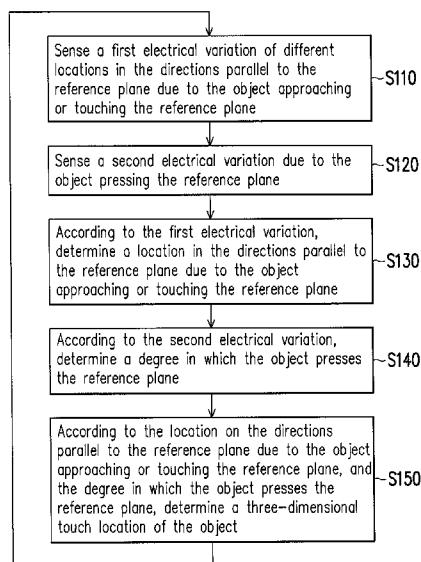 Sense a first electrical variation of different
locations in the directions parallel to the
reference plane due to the object approaching
or touching the reference plane
S110
Sense a second electrical variation due to the
object pressing the reference plane
S120
According to the first electrical variation,
determine a location in the directions parallel to
the reference plane due to the object
approaching or touching the reference plane
S130
According to the second electrical variation,
determine a degree in which the object presses
the reference plane
S140
According to the location on the directions
parallel to the reference plane due to the object
approaching or touching the reference plane, and
the degree in which the object presses the
reference plane, determine a three-dimensional
touch location of the object
S150